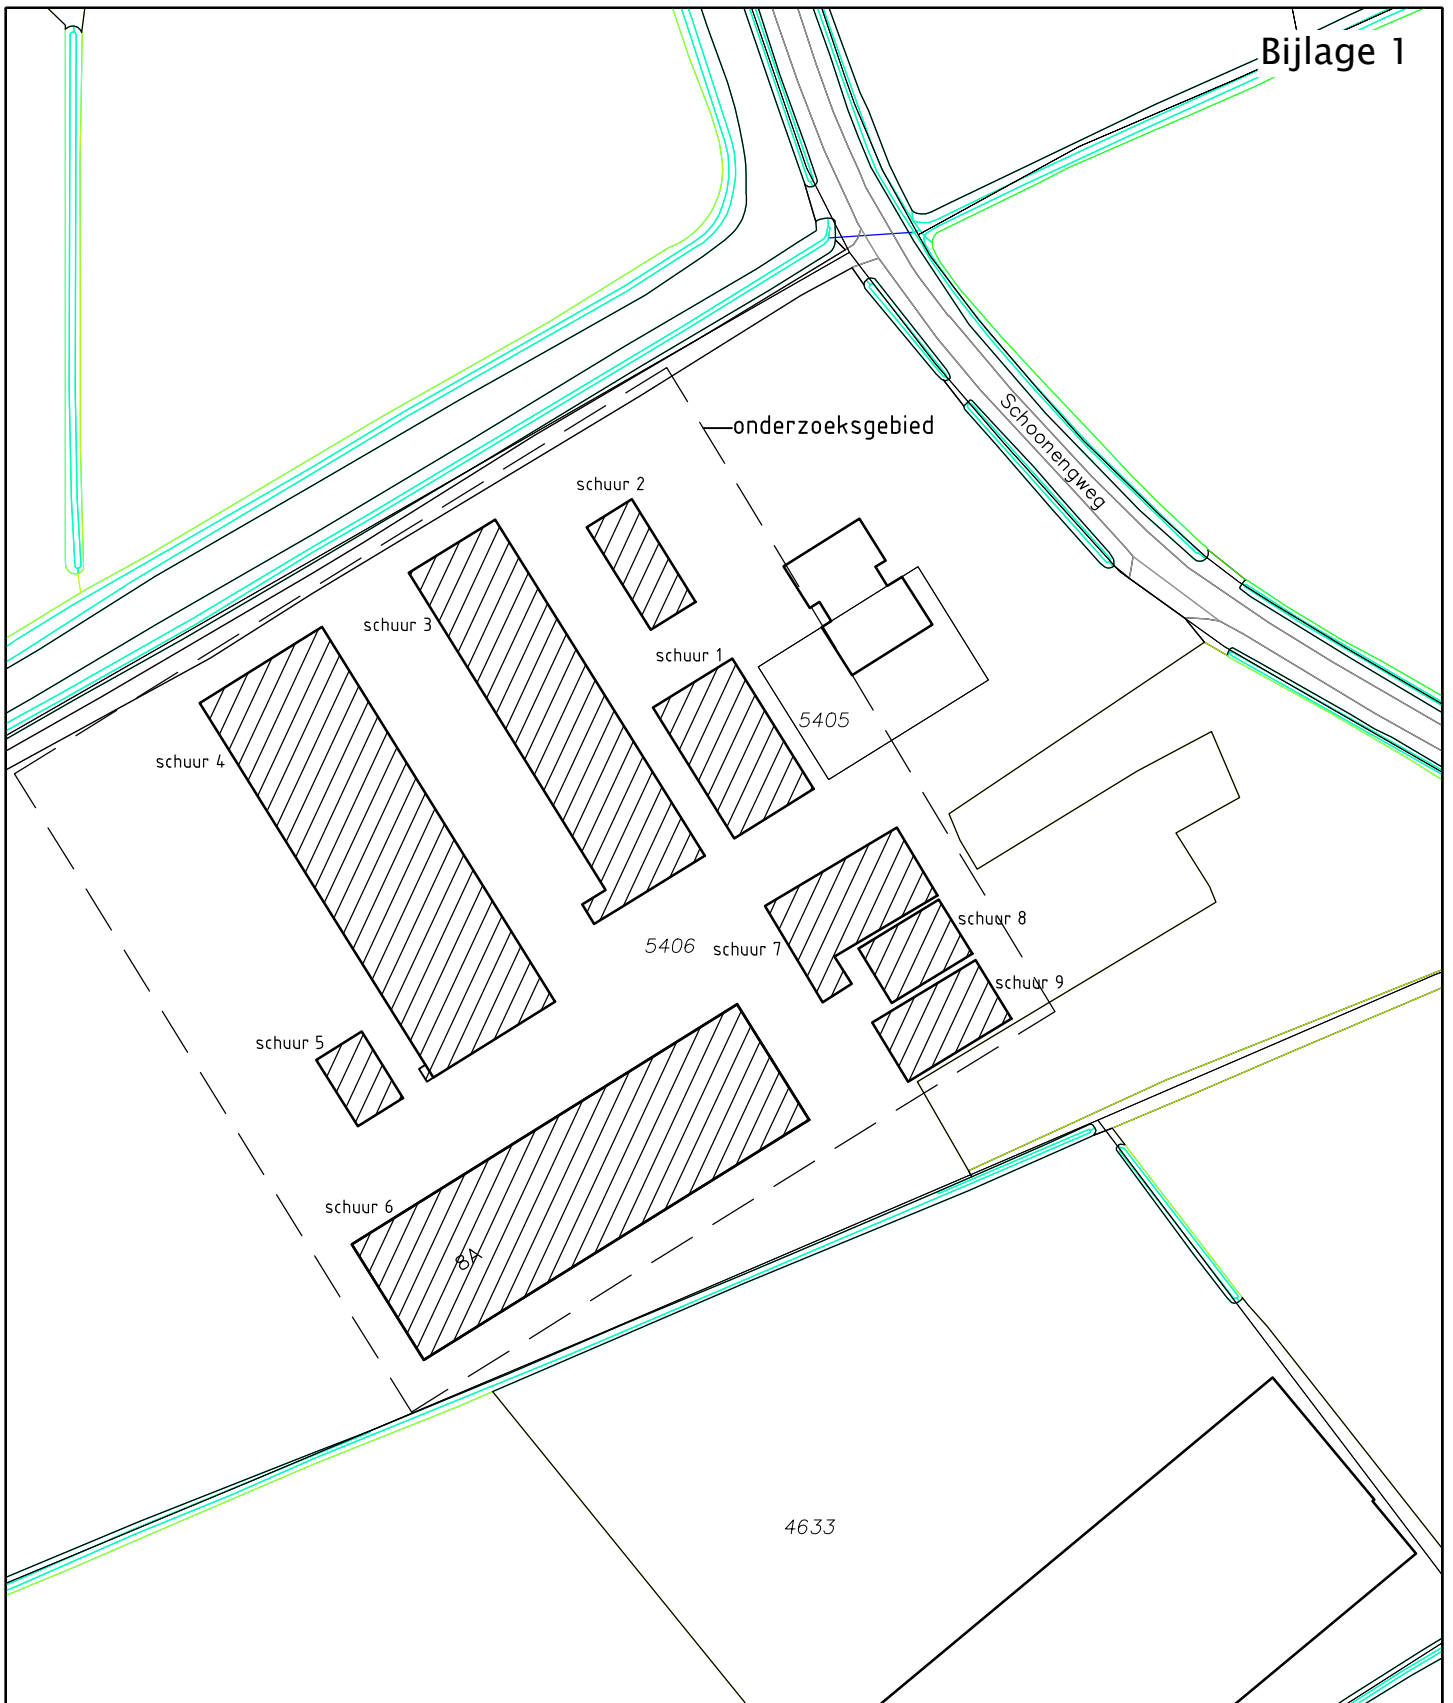 Bijlage 1
Schoonengweg
onderzoeksgebied
schuur 2
schuur 3
schuur 1
5405
schuur 4
schuur 8
5406
schuur 7
schuur 9
schuur 5
schuur 6
8A
4633